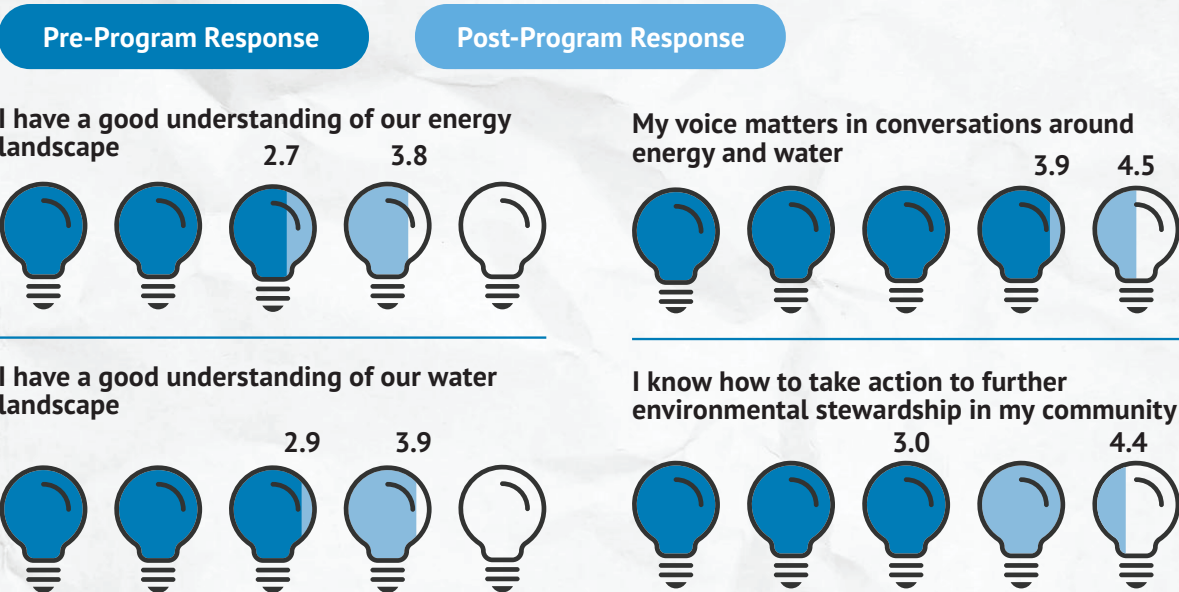 Pre-Program Response
Post-Program Response
I have a good understanding of our energy
landscape
2.7
3.8
My voice matters in conversations around
energy and water
3.9
4.5
I have a good understanding of our water
landscape
2.9
3.9
I know how to take action to further
environmental stewardship in my community
3.0
4.4